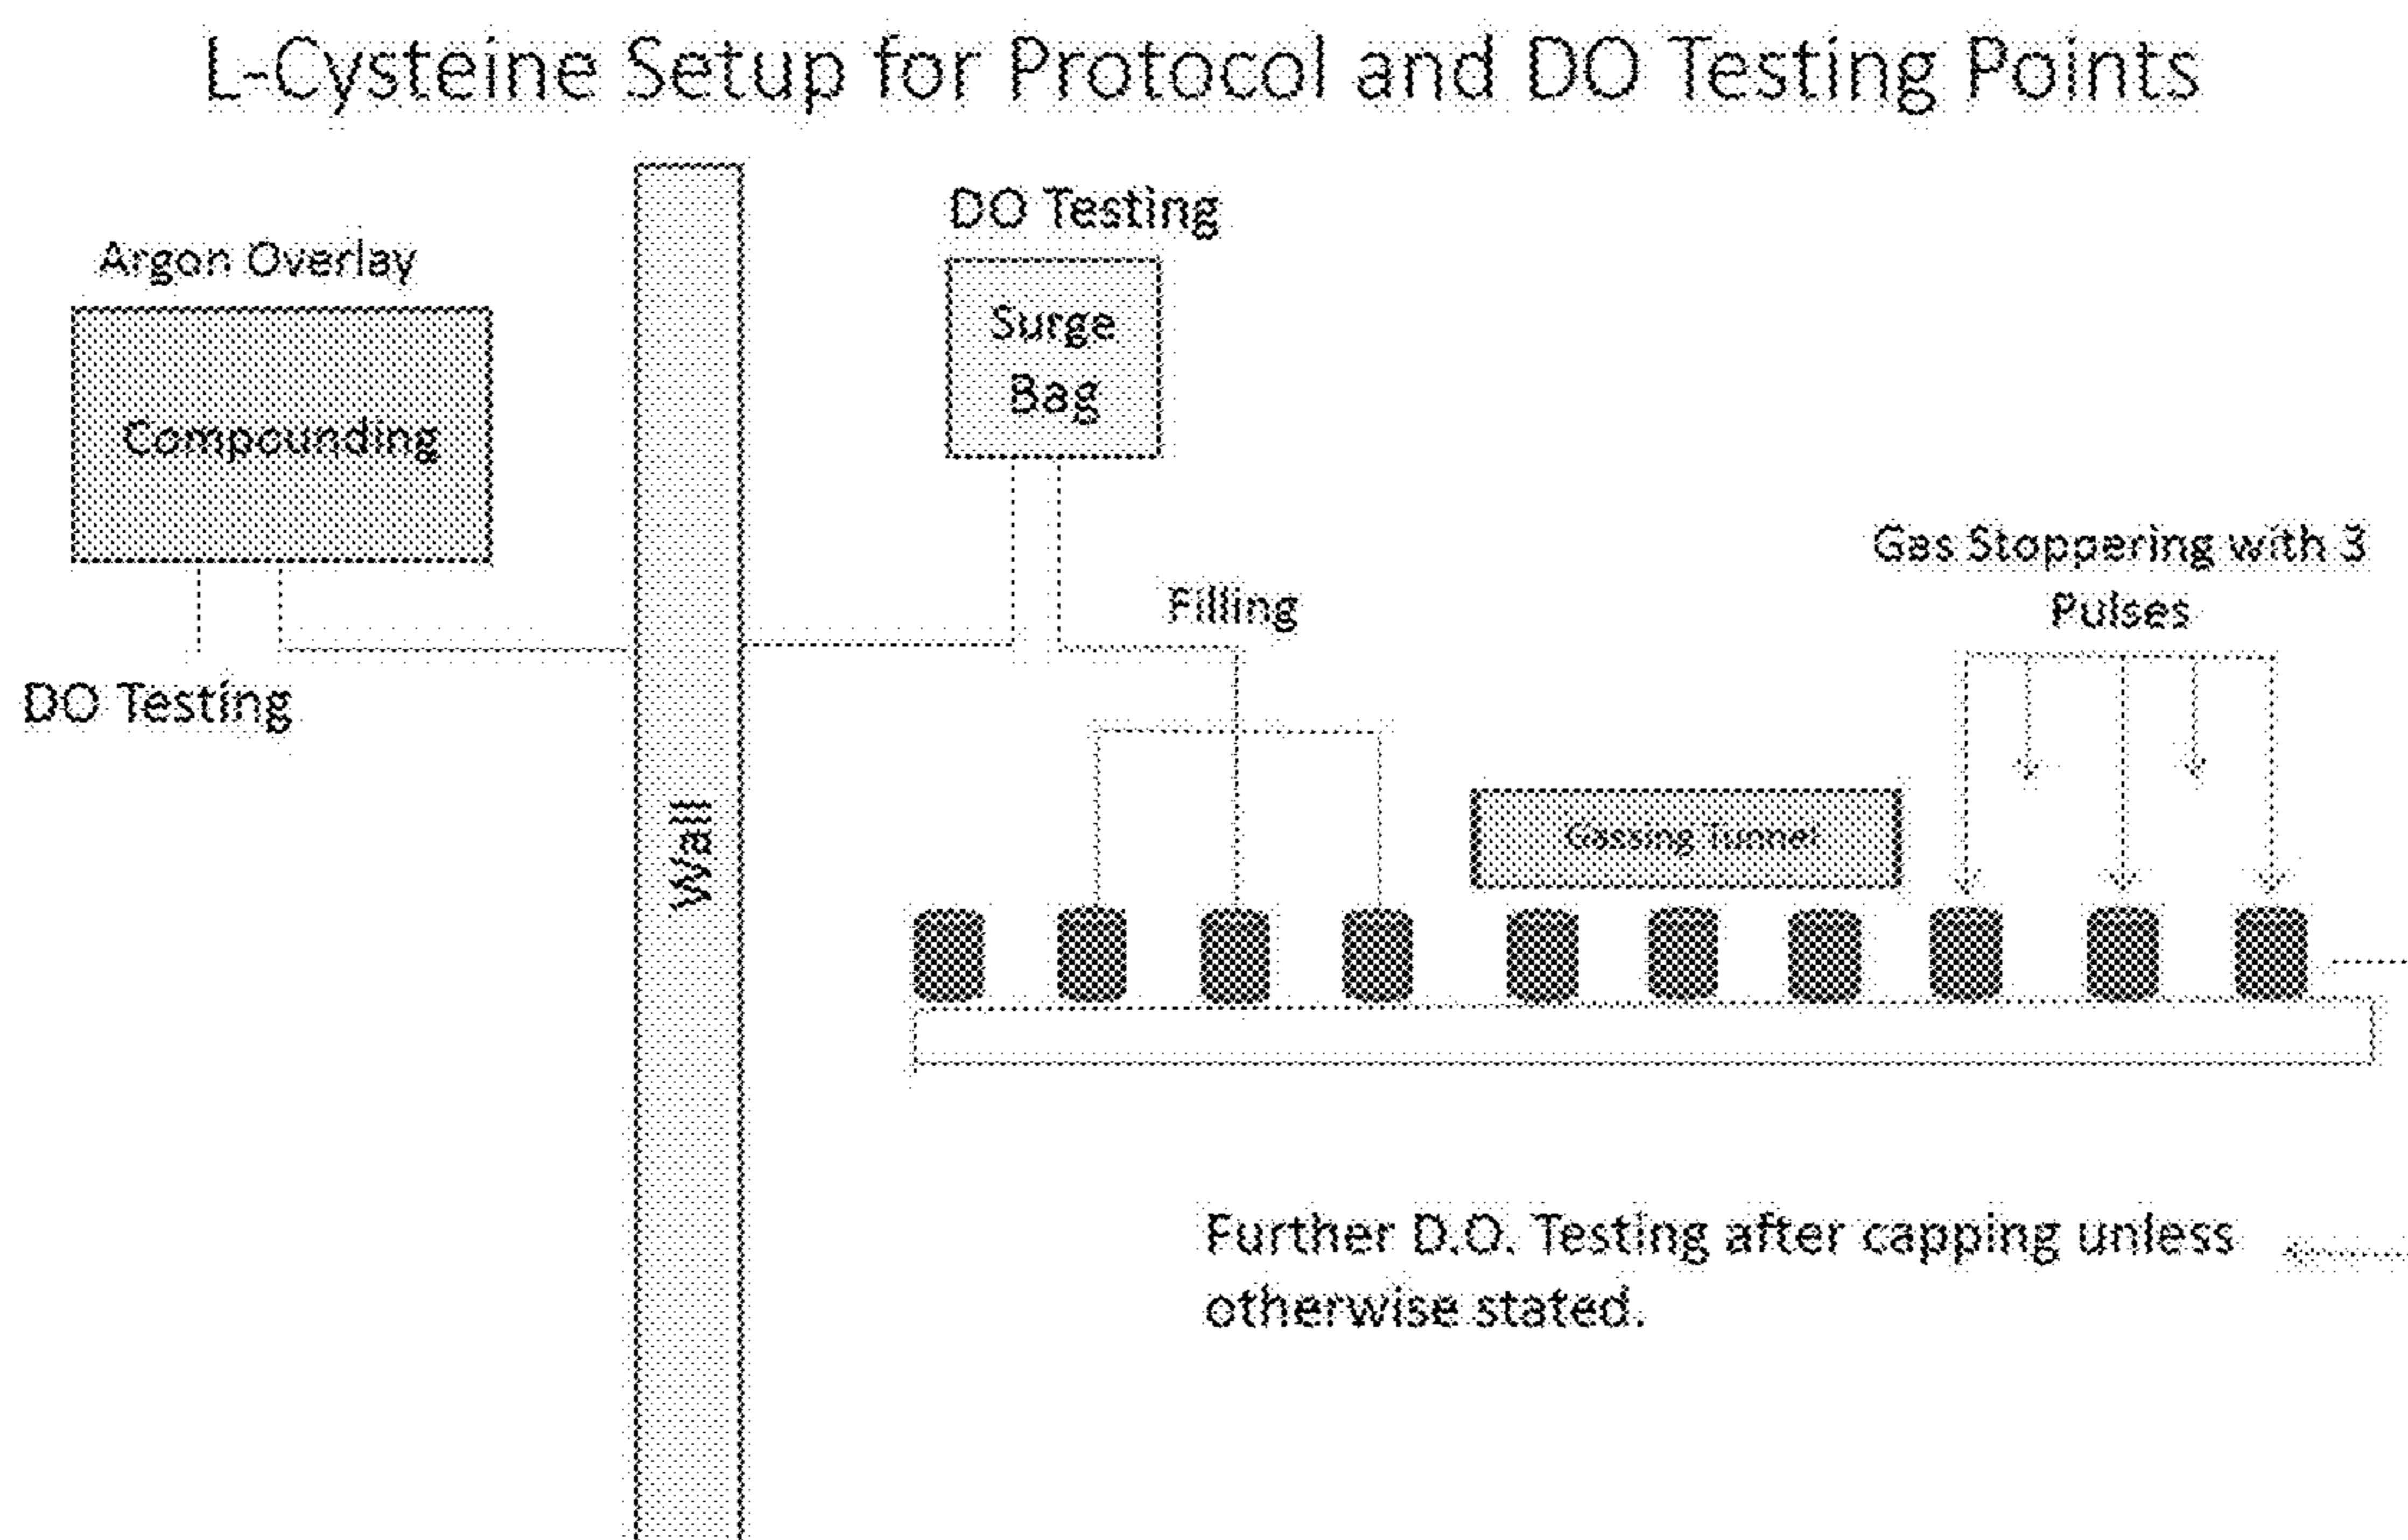 L-Cysteine Setup for Protocol and DO Testing Points
Argon Overlay
Compounding
DO Testing
Wall
DO Testing
Surge
Bag
Filling
Gassing Tunnel
Gas Stoppering with 3
Pulses
Further D.O. Testing after capping unless
otherwise stated.